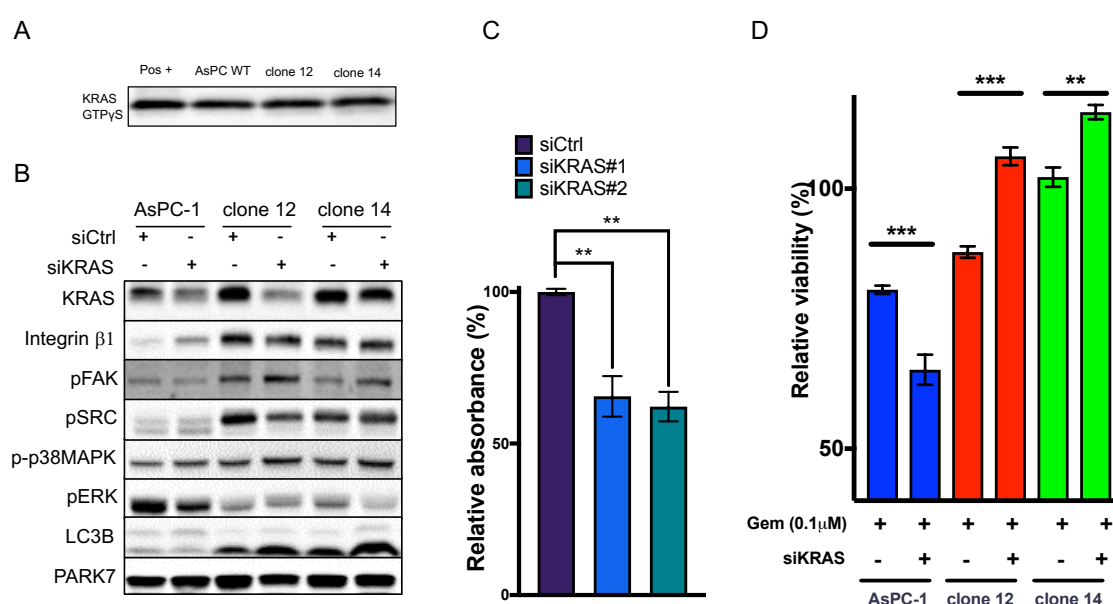 A
Pos + AsPC WT clone 12 clone 14
KRAS
GTPγS
B
AsPC-1 clone 12 clone 14
siCtrl + - + - + -
siKRAS - + - + - +
KRAS
Integrin β1
pFAK
pSRC
p-p38MAPK
pERK
LC3B
PARK7
C
siCtrl
siKRAS#1
siKRAS#2
**
**
100
50
0
Relative absorbance (%)
D
*** **
***
100
50
Relative viability (%)
Gem (0.1μM) + + + + + +
siKRAS - + - + - +
AsPC-1 clone 12 clone 14